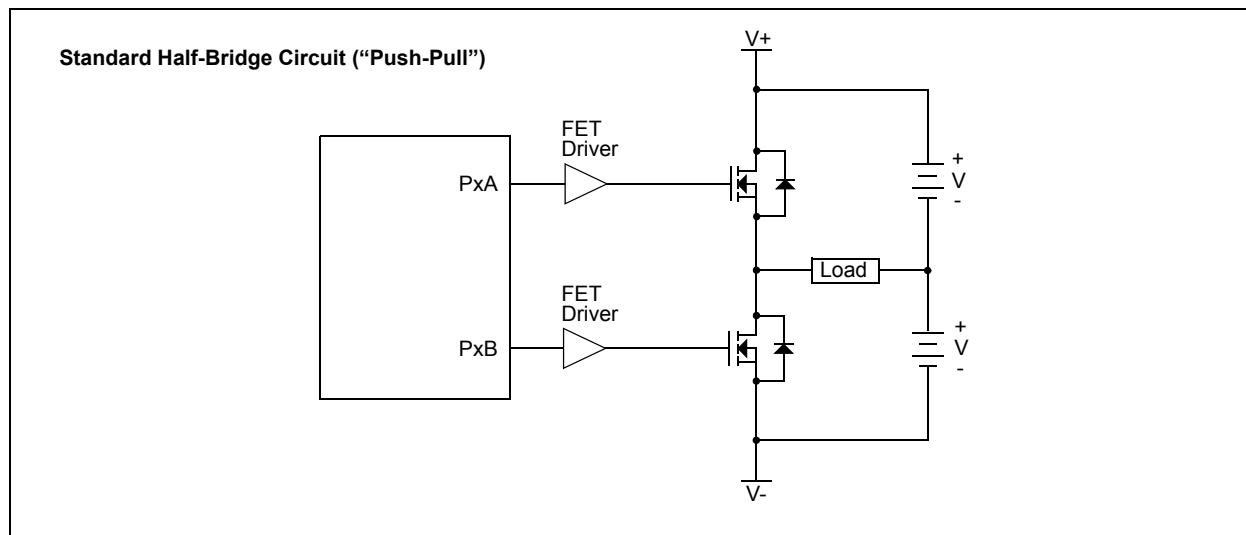 Standard Half-Bridge Circuit (“Push-Pull”)
V+
FET
Driver
PxA
+
V
-
Load
FET
Driver
PxB
+
V
-
V-